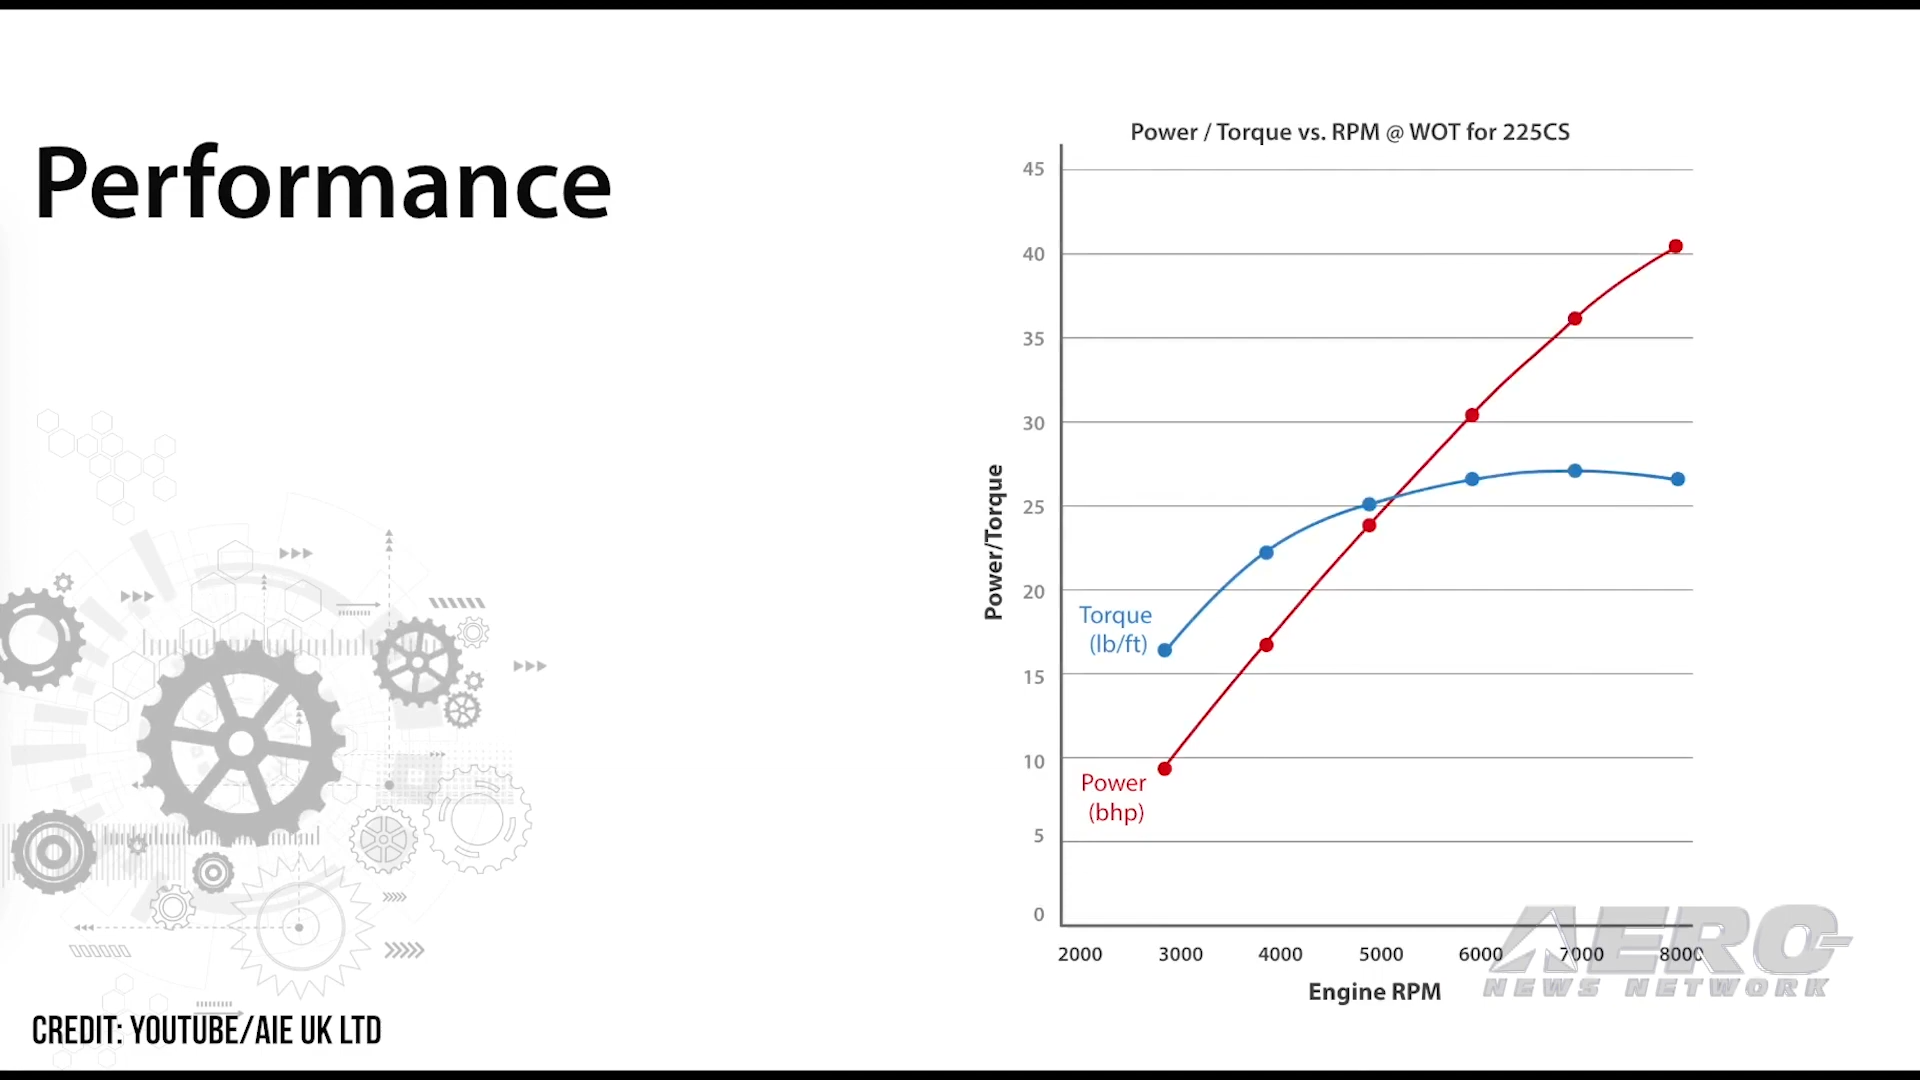 Performance
Power / Torque vs. RPM @ WOT for 225CS
45
40
35
30
25
20
15
10
5
0
Power/Torque
Torque
(lb/ft)
Power
(bhp)
2000 3000 4000 5000 6000 7000 8000
Engine RPM
AERO
NEWS NETWORK
CREDIT: YOUTUBE/AIE UK LTD